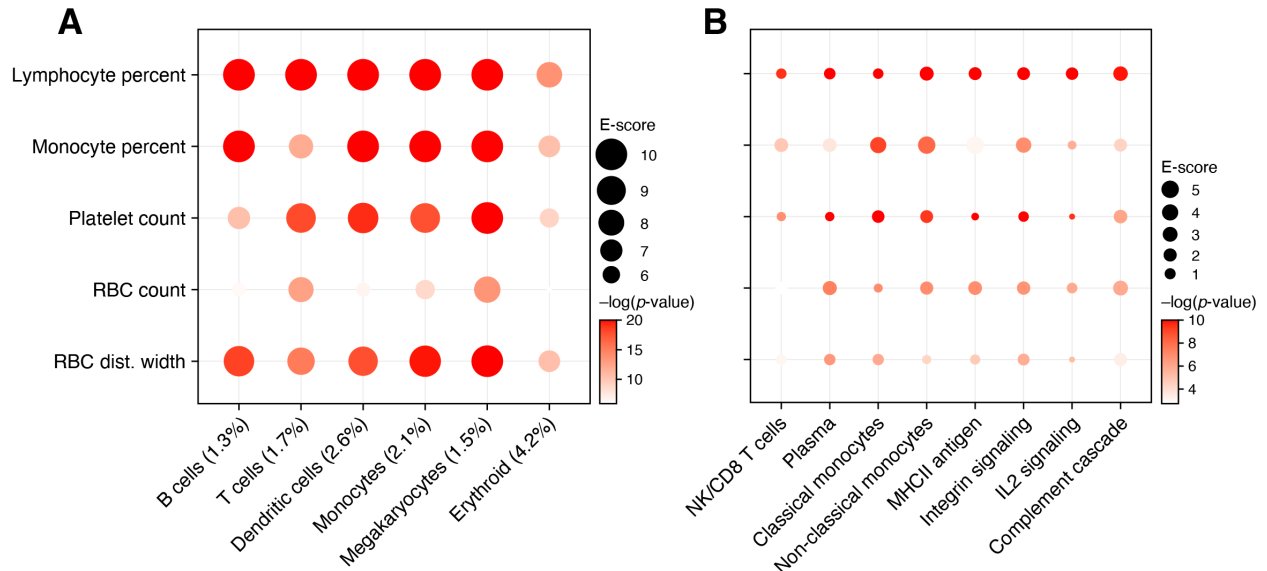 A
B
Lymphocyte percent
Monocyte percent
Platelet count
RBC count
RBC dist. width
B cells (1.3%)
T cells (1.7%)
Dendritic cells (2.6%)
Monocytes (2.1%)
Megakaryocytes (1.5%)
Erythroid (4.2%)
E-score
10
9
8
7
6
−log(p-value)
20
15
10
NK/CD8 T cells
Plasma
Classical monocytes
Non-classical monocytes
MHCII antigen
Integrin signaling
IL2 signaling
Complement cascade
E-score
5
4
3
2
1
−log(p-value)
10
8
6
4